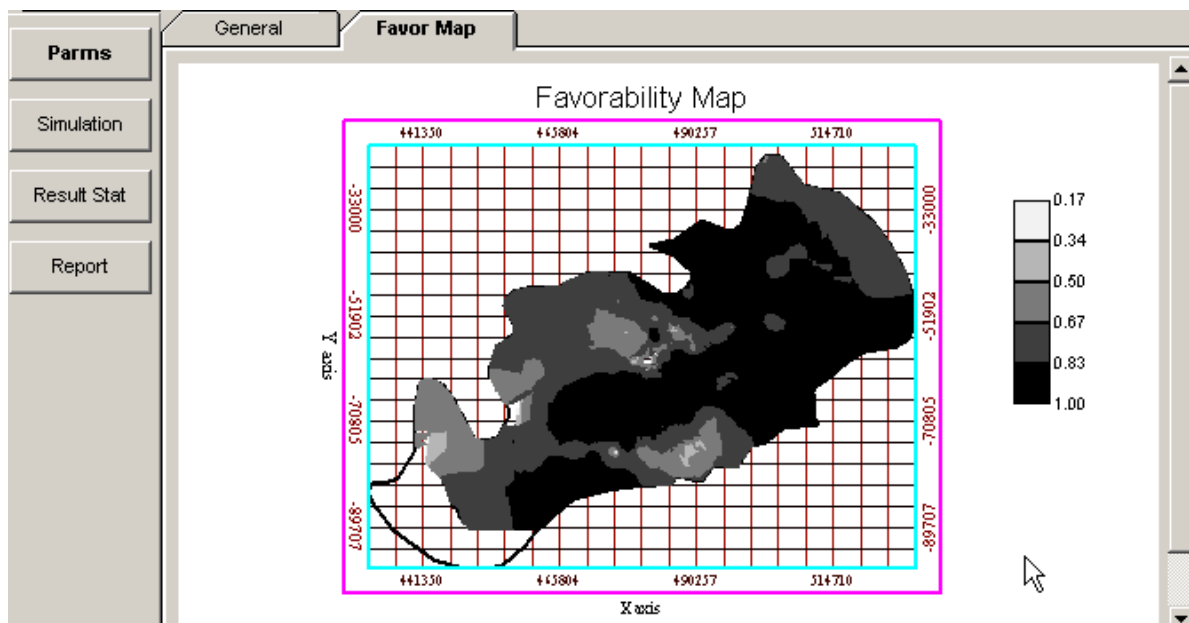 General
Favor Map
Parms
Simulation
Result Stat
Report
Favorability Map
441350 465804 490257 514710
-33000
-51902
-70805
-89707
Y axis
-33000
-51902
-70805
-89707
441350 465804 490257 514710
X axis
0.17
0.34
0.50
0.67
0.83
1.00